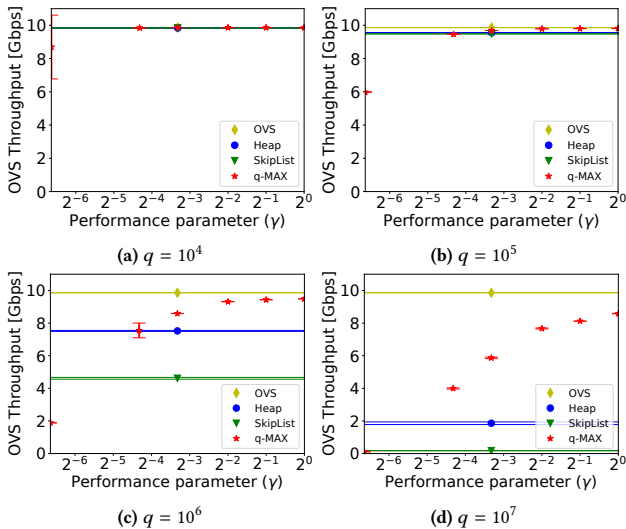 OVS Throughput [Gbps]
10
8
6
4
2
0
OVS
Heap
SkipList
q-MAX
2^-6 2^-5 2^-4 2^-3 2^-2 2^-1 2^0
Performance parameter (γ)
(a) q = 10^4
OVS Throughput [Gbps]
10
8
6
4
2
0
OVS
Heap
SkipList
q-MAX
2^-6 2^-5 2^-4 2^-3 2^-2 2^-1 2^0
Performance parameter (γ)
(b) q = 10^5
OVS Throughput [Gbps]
10
8
6
4
2
0
OVS
Heap
SkipList
q-MAX
2^-6 2^-5 2^-4 2^-3 2^-2 2^-1 2^0
Performance parameter (γ)
(c) q = 10^6
OVS Throughput [Gbps]
10
8
6
4
2
0
OVS
Heap
SkipList
q-MAX
2^-6 2^-5 2^-4 2^-3 2^-2 2^-1 2^0
Performance parameter (γ)
(d) q = 10^7